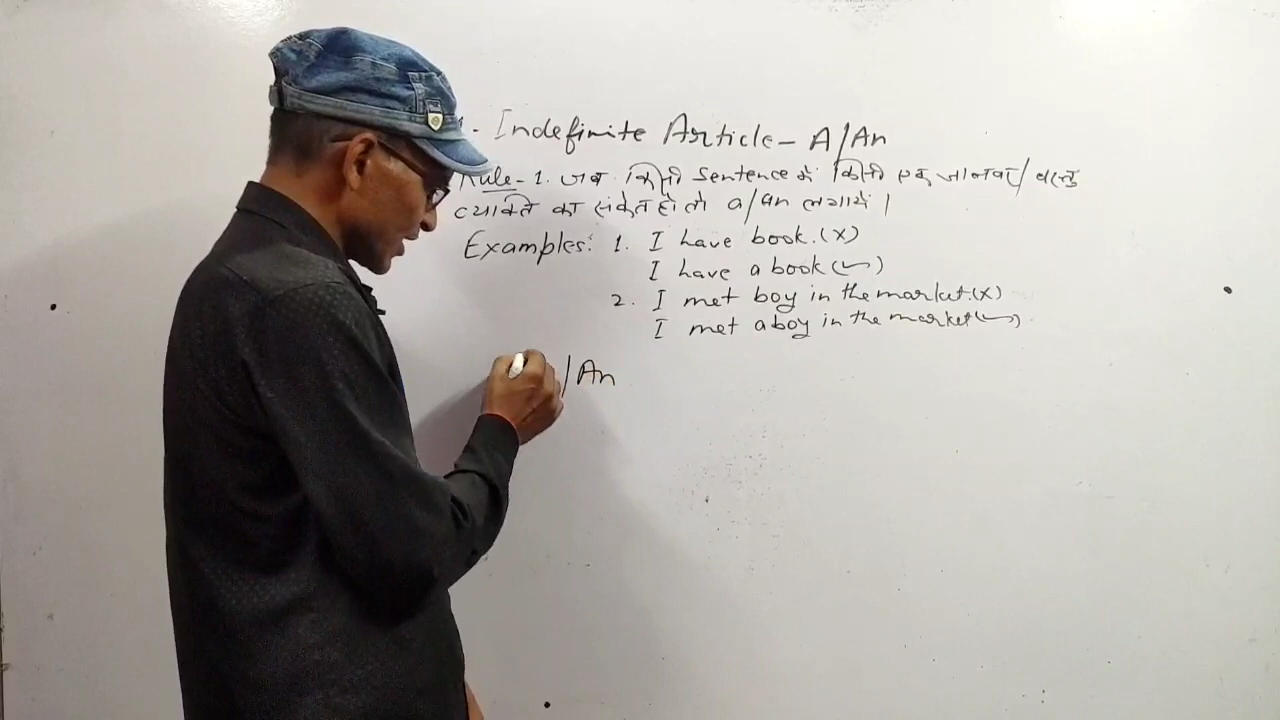 . Indefinite Article - A/An
Rule - 1. जब किसी Sentence में किसी एक जानवर/वस्तु
व्यक्ति का संकेत हो तो a/an लगायें।
Examples: 1. I have book. (X)
I have a book (✓)
2. I met boy in the market. (X)
I met a boy in the market (✓)
/An